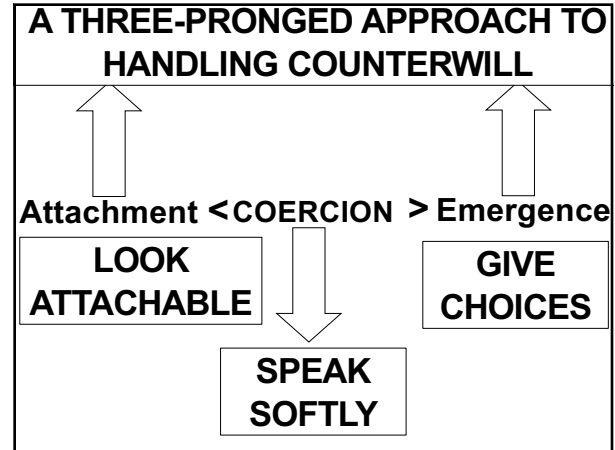 A THREE-PRONGED APPROACH TO
HANDLING COUNTERWILL
Attachment < COERCION > Emergence
LOOK
ATTACHABLE
GIVE
CHOICES
SPEAK
SOFTLY